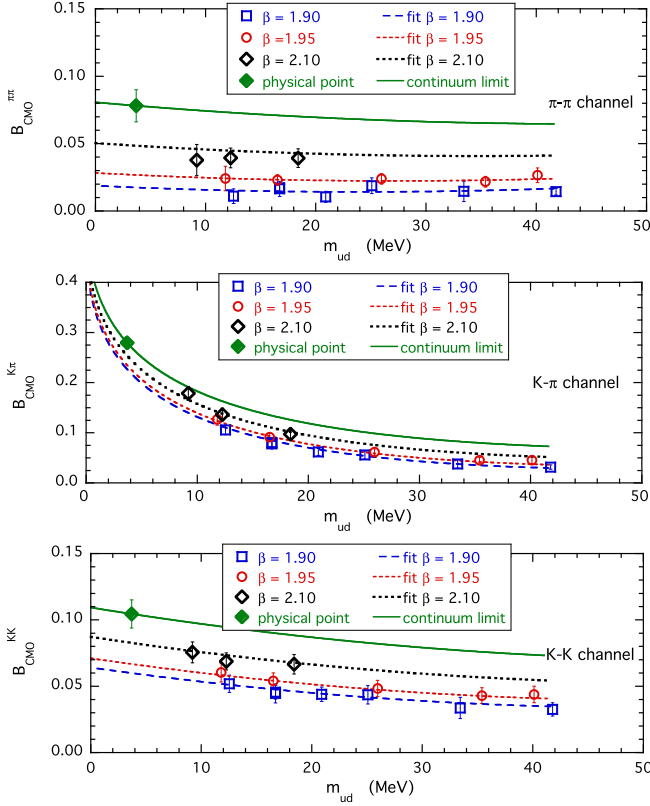 0.15
β = 1.90 fit β = 1.90
β =1.95 fit β = 1.95
β = 2.10 fit β = 2.10
physical point continuum limit
0.10
π-π channel
B_CMO^ππ
0.05
0.00
0 10 20 30 40 50
m_ud (MeV)
0.4
β = 1.90 fit β = 1.90
β = 1.95 fit β = 1.95
β = 2.10 fit β = 2.10
physical point continuum limit
0.3
B_CMO^Kπ
0.2
K-π channel
0.1
0.0
0 10 20 30 40 50
m_ud (MeV)
0.15
β = 1.90 fit β = 1.90
β = 1.95 fit β = 1.95
β = 2.10 fit β = 2.10
physical point continuum limit
0.10
B_CMO^KK
K-K channel
0.05
0.00
0 10 20 30 40 50
m_ud (MeV)